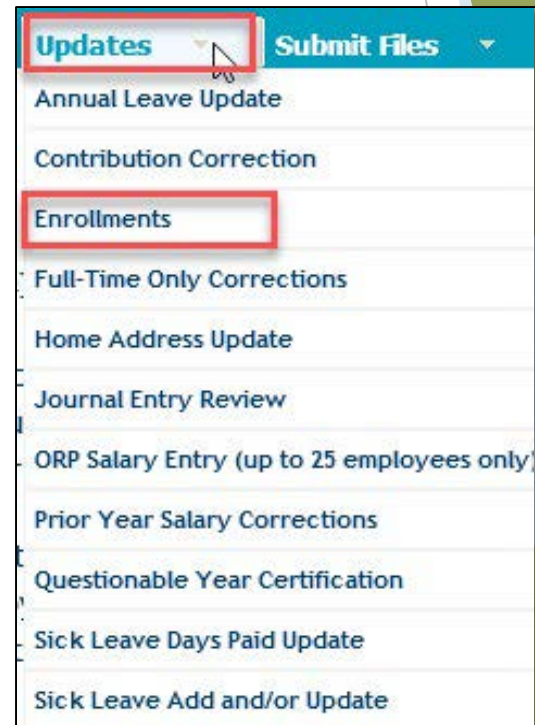 Updates Submit Files
Annual Leave Update
Contribution Correction
Enrollments
Full-Time Only Corrections
Home Address Update
Journal Entry Review
ORP Salary Entry (up to 25 employees only)
Prior Year Salary Corrections
Questionable Year Certification
Sick Leave Days Paid Update
Sick Leave Add and/or Update